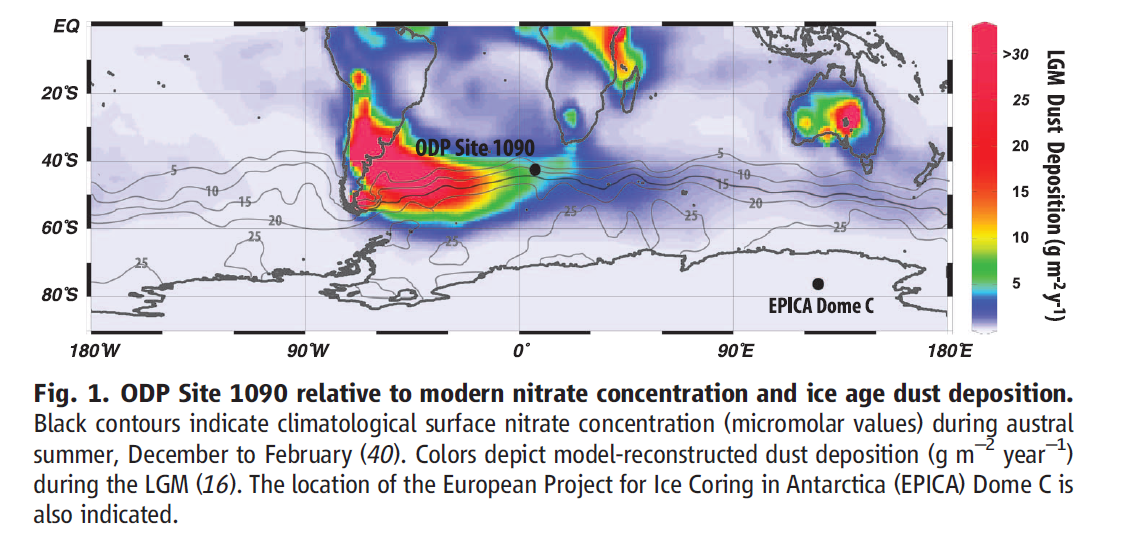 EQ
20°S
40°S
60°S
80°S
180°W
90°W
0°
90°E
180°E
ODP Site 1090
EPICA Dome C
5
10
15
20
25
25
25
25
25
5
10
15
20
25
>30
25
20
15
10
5
LGM Dust Deposition (g m-2 y-1)
Fig. 1. ODP Site 1090 relative to modern nitrate concentration and ice age dust deposition.
Black contours indicate climatological surface nitrate concentration (micromolar values) during austral
summer, December to February (40). Colors depict model-reconstructed dust deposition (g m⁻² year⁻¹)
during the LGM (16). The location of the European Project for Ice Coring in Antarctica (EPICA) Dome C is
also indicated.